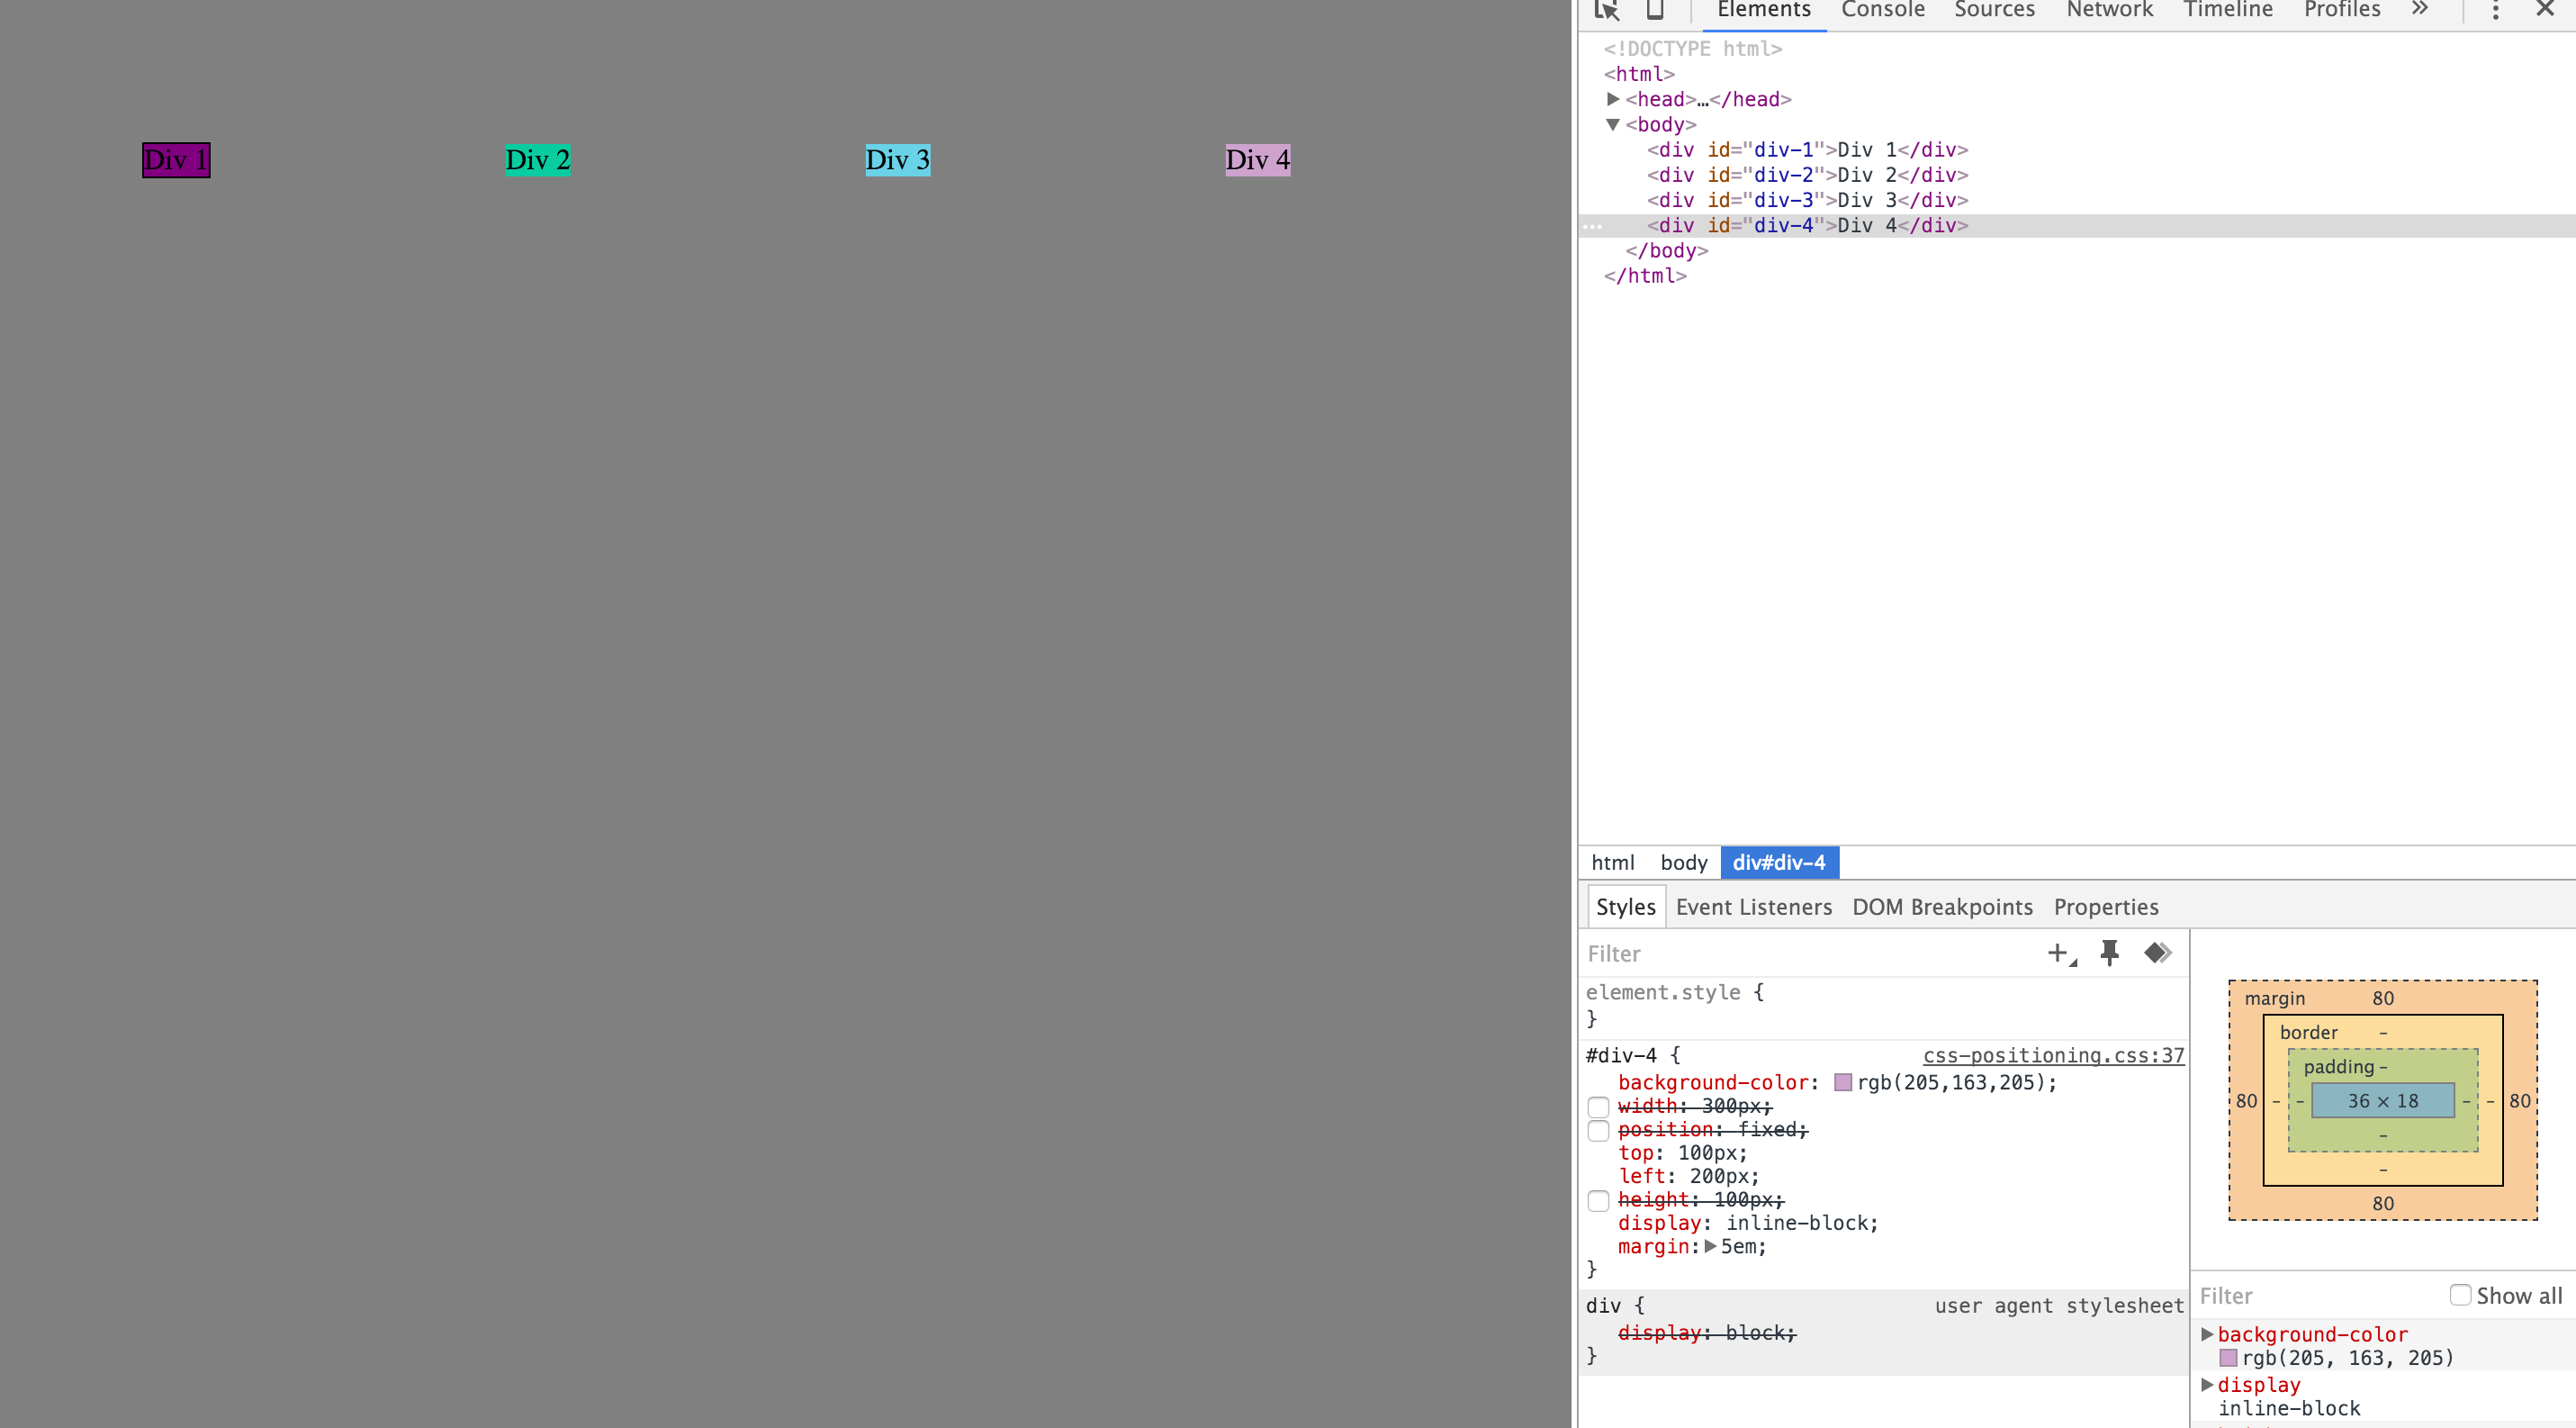 Div 1 Div 2 Div 3 Div 4
Elements Console Sources Network Timeline Profiles »
<!DOCTYPE html>
<html>
<head>…</head>
<body>
<div id="div-1">Div 1</div>
<div id="div-2">Div 2</div>
<div id="div-3">Div 3</div>
<div id="div-4">Div 4</div>
</body>
</html>
html body div#div-4
Styles Event Listeners DOM Breakpoints Properties
Filter
element.style {
}
#div-4 { css-positioning.css:37
background-color: rgb(205,163,205);
width: 300px;
position: fixed;
top: 100px;
left: 200px;
height: 100px;
display: inline-block;
margin: 5em;
}
div { user agent stylesheet
display: block;
}
margin 80
border -
padding -
80 - - 36 × 18 - - 80
-
-
80
Filter Show all
background-color
rgb(205, 163, 205)
display
inline-block